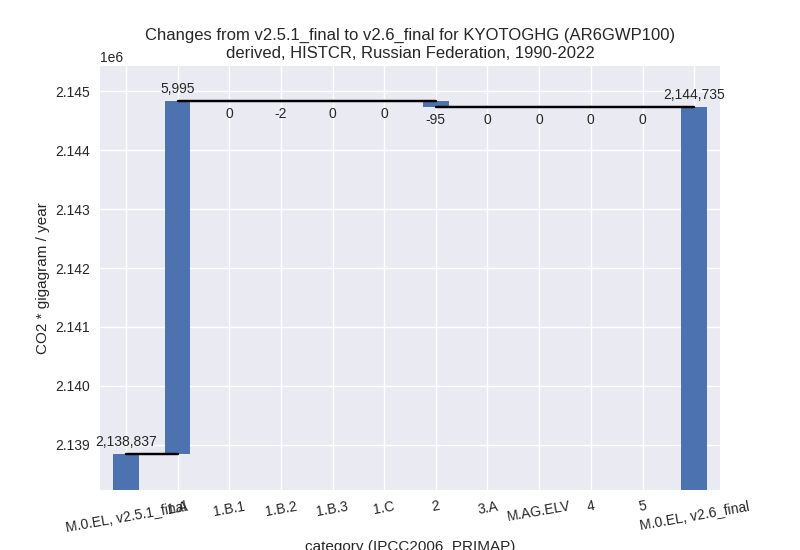 Changes from v2.5.1_final to v2.6_final for KYOTOGHG (AR6GWP100)
derived, HISTCR, Russian Federation, 1990-2022
1e6
2.145
2.144
2.143
2.142
2.141
2.140
2.139
CO2 * gigagram / year
2,138,837
5,995
0
-2
0
0
-95
0
0
0
0
2,144,735
M.0.EL, v2.5.1_final
1.A
1.B.1
1.B.2
1.B.3
1.C
2
3.A
M.AG.ELV
4
5
M.0.EL, v2.6_final
category (IPCC2006_PRIMAP)